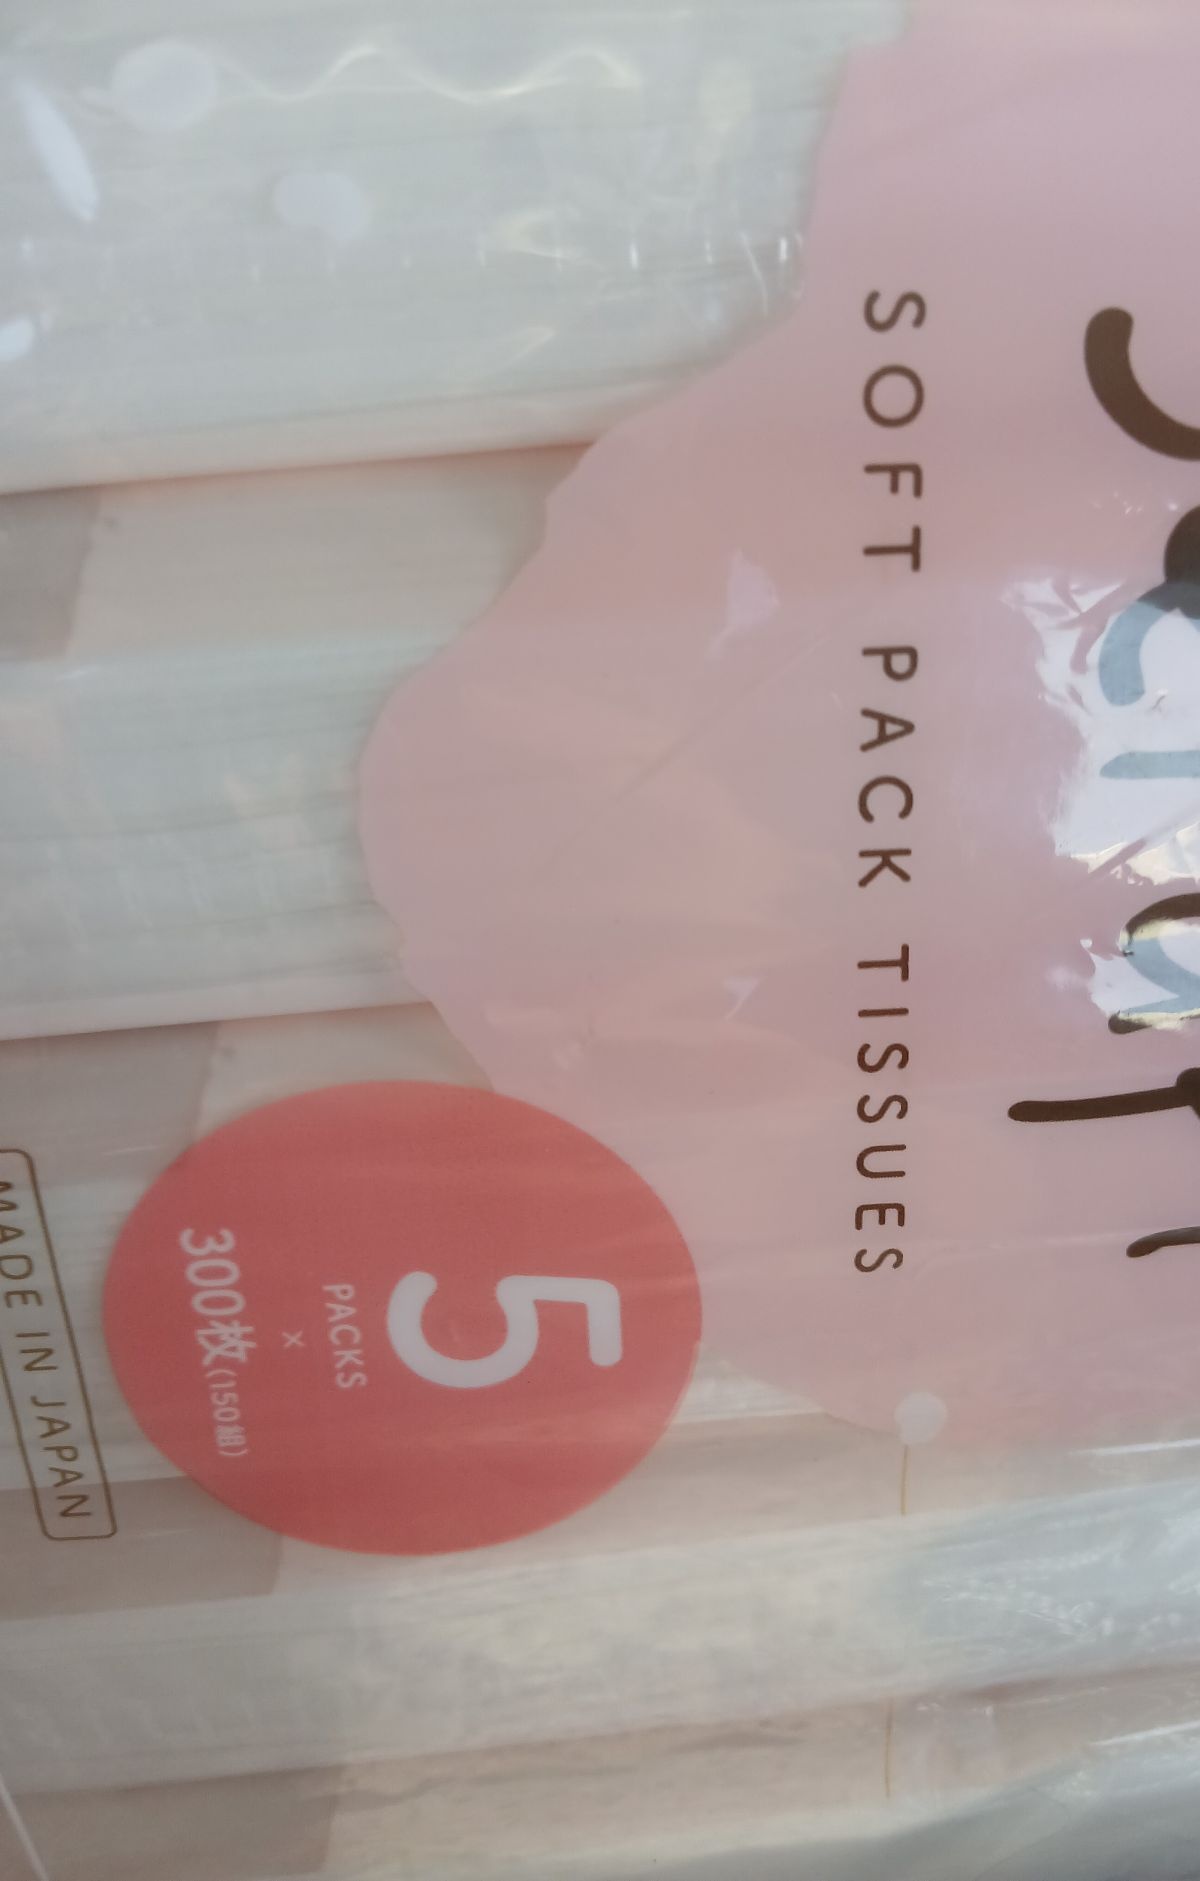 SOFT PACK TISSUES
5
PACKS
×
300枚(150組)
MADE IN JAPAN